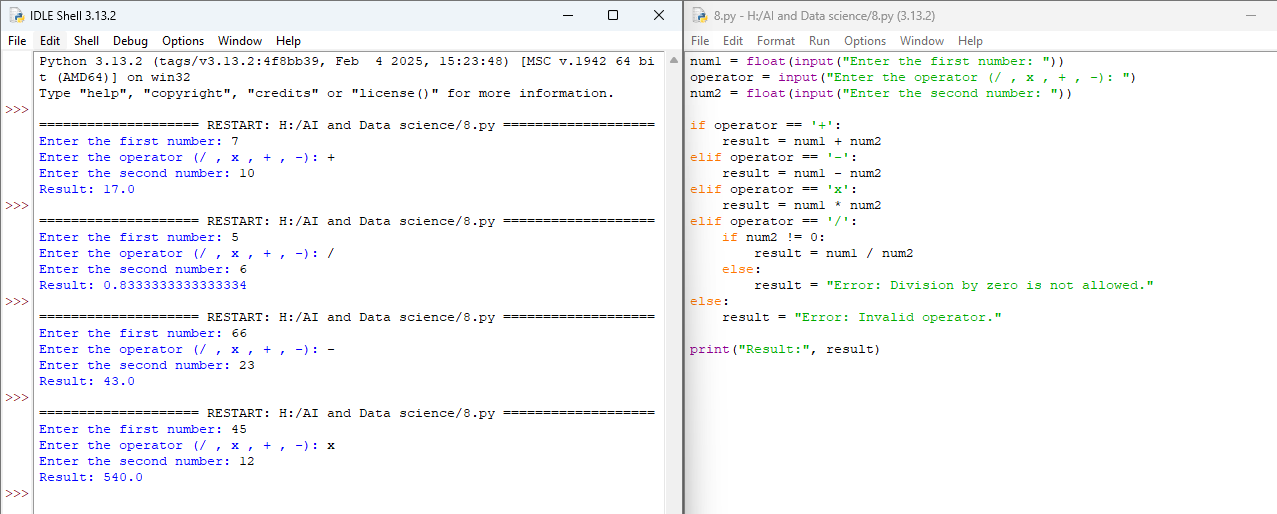 IDLE Shell 3.13.2
File Edit Shell Debug Options Window Help
Python 3.13.2 (tags/v3.13.2:4f8bb39, Feb  4 2025, 15:23:48) [MSC v.1942 64 bi
t (AMD64)] on win32
Type "help", "copyright", "credits" or "license()" for more information.
>>>
==================== RESTART: H:/AI and Data science/8.py ===================
Enter the first number: 7
Enter the operator (/ , x , + , -): +
Enter the second number: 10
Result: 17.0
>>>
==================== RESTART: H:/AI and Data science/8.py ===================
Enter the first number: 5
Enter the operator (/ , x , + , -): /
Enter the second number: 6
Result: 0.8333333333333334
>>>
==================== RESTART: H:/AI and Data science/8.py ===================
Enter the first number: 66
Enter the operator (/ , x , + , -): -
Enter the second number: 23
Result: 43.0
>>>
==================== RESTART: H:/AI and Data science/8.py ===================
Enter the first number: 45
Enter the operator (/ , x , + , -): x
Enter the second number: 12
Result: 540.0
>>>
8.py - H:/AI and Data science/8.py (3.13.2)
File Edit Format Run Options Window Help
num1 = float(input("Enter the first number: "))
operator = input("Enter the operator (/ , x , + , -): ")
num2 = float(input("Enter the second number: "))

if operator == '+':
    result = num1 + num2
elif operator == '-':
    result = num1 - num2
elif operator == 'x':
    result = num1 * num2
elif operator == '/':
    if num2 != 0:
        result = num1 / num2
    else:
        result = "Error: Division by zero is not allowed."
else:
    result = "Error: Invalid operator."

print("Result:", result)